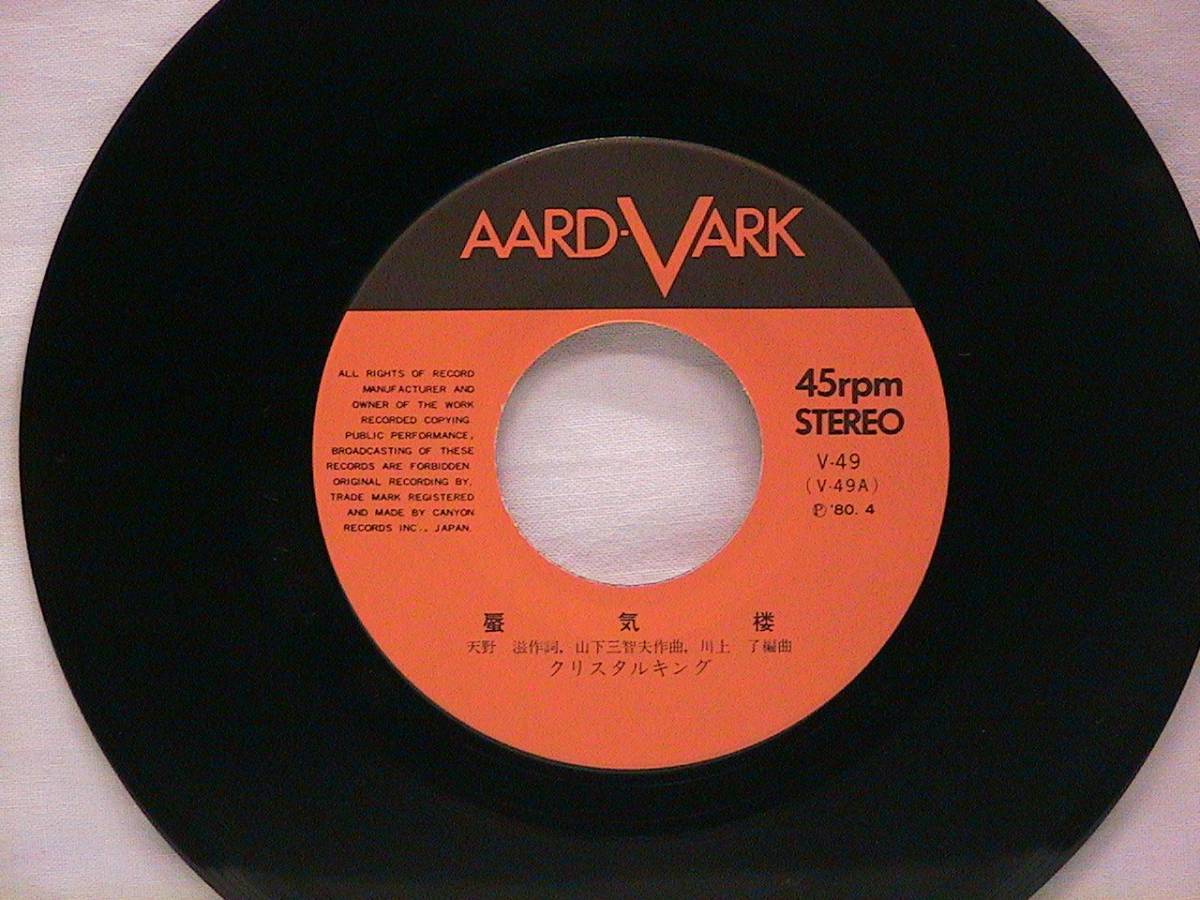 AARD-VARK
ALL RIGHTS OF RECORD
MANUFACTURER AND
OWNER OF THE WORK
RECORDED COPYING.
PUBLIC PERFORMANCE,
BROADCASTING OF THESE
RECORDS ARE FORBIDDEN.
ORIGINAL RECORDING BY,
TRADE MARK REGISTERED
AND MADE BY CANYON
RECORDS INC., JAPAN.
45rpm
STEREO
V-49
(V-49A)
℗'80. 4
蜃気楼
天野 滋作詞, 山下三智夫作曲, 川上 了編曲
クリスタルキング